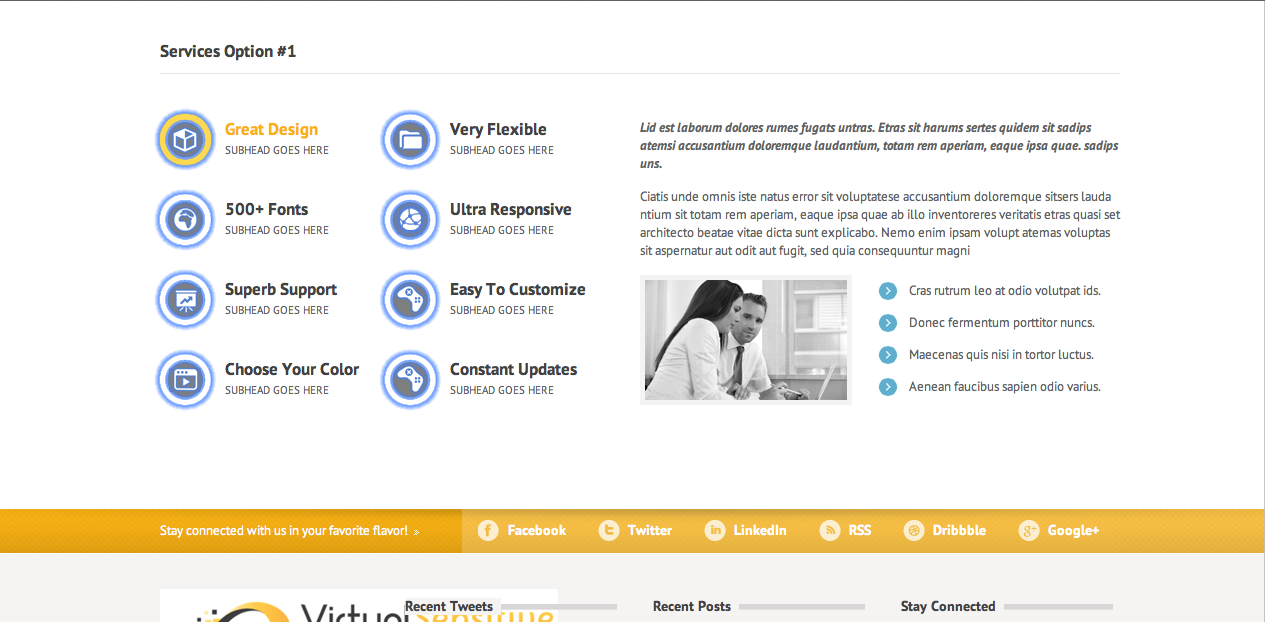 Services Option #1
Great Design
SUBHEAD GOES HERE
Very Flexible
SUBHEAD GOES HERE
500+ Fonts
SUBHEAD GOES HERE
Ultra Responsive
SUBHEAD GOES HERE
Superb Support
SUBHEAD GOES HERE
Easy To Customize
SUBHEAD GOES HERE
Choose Your Color
SUBHEAD GOES HERE
Constant Updates
SUBHEAD GOES HERE
Lid est laborum dolores rumes fugats untras. Etras sit harums sertes quidem sit sadips
atemsi accusantium doloremque laudantium, totam rem aperiam, eaque ipsa quae. sadips
uns.
Ciatis unde omnis iste natus error sit voluptatese accusantium doloremque sitsers lauda
ntium sit totam rem aperiam, eaque ipsa quae ab illo inventoreres veritatis etras quasi set
architecto beatae vitae dicta sunt explicabo. Nemo enim ipsam volupt atemas voluptas
sit aspernatur aut odit aut fugit, sed quia consequuntur magni
Cras rutrum leo at odio volutpat ids.
Donec fermentum porttitor nuncs.
Maecenas quis nisi in tortor luctus.
Aenean faucibus sapien odio varius.
Stay connected with us in your favorite flavor! »
Facebook
Twitter
LinkedIn
RSS
Dribbble
Google+
Recent Tweets
Recent Posts
Stay Connected